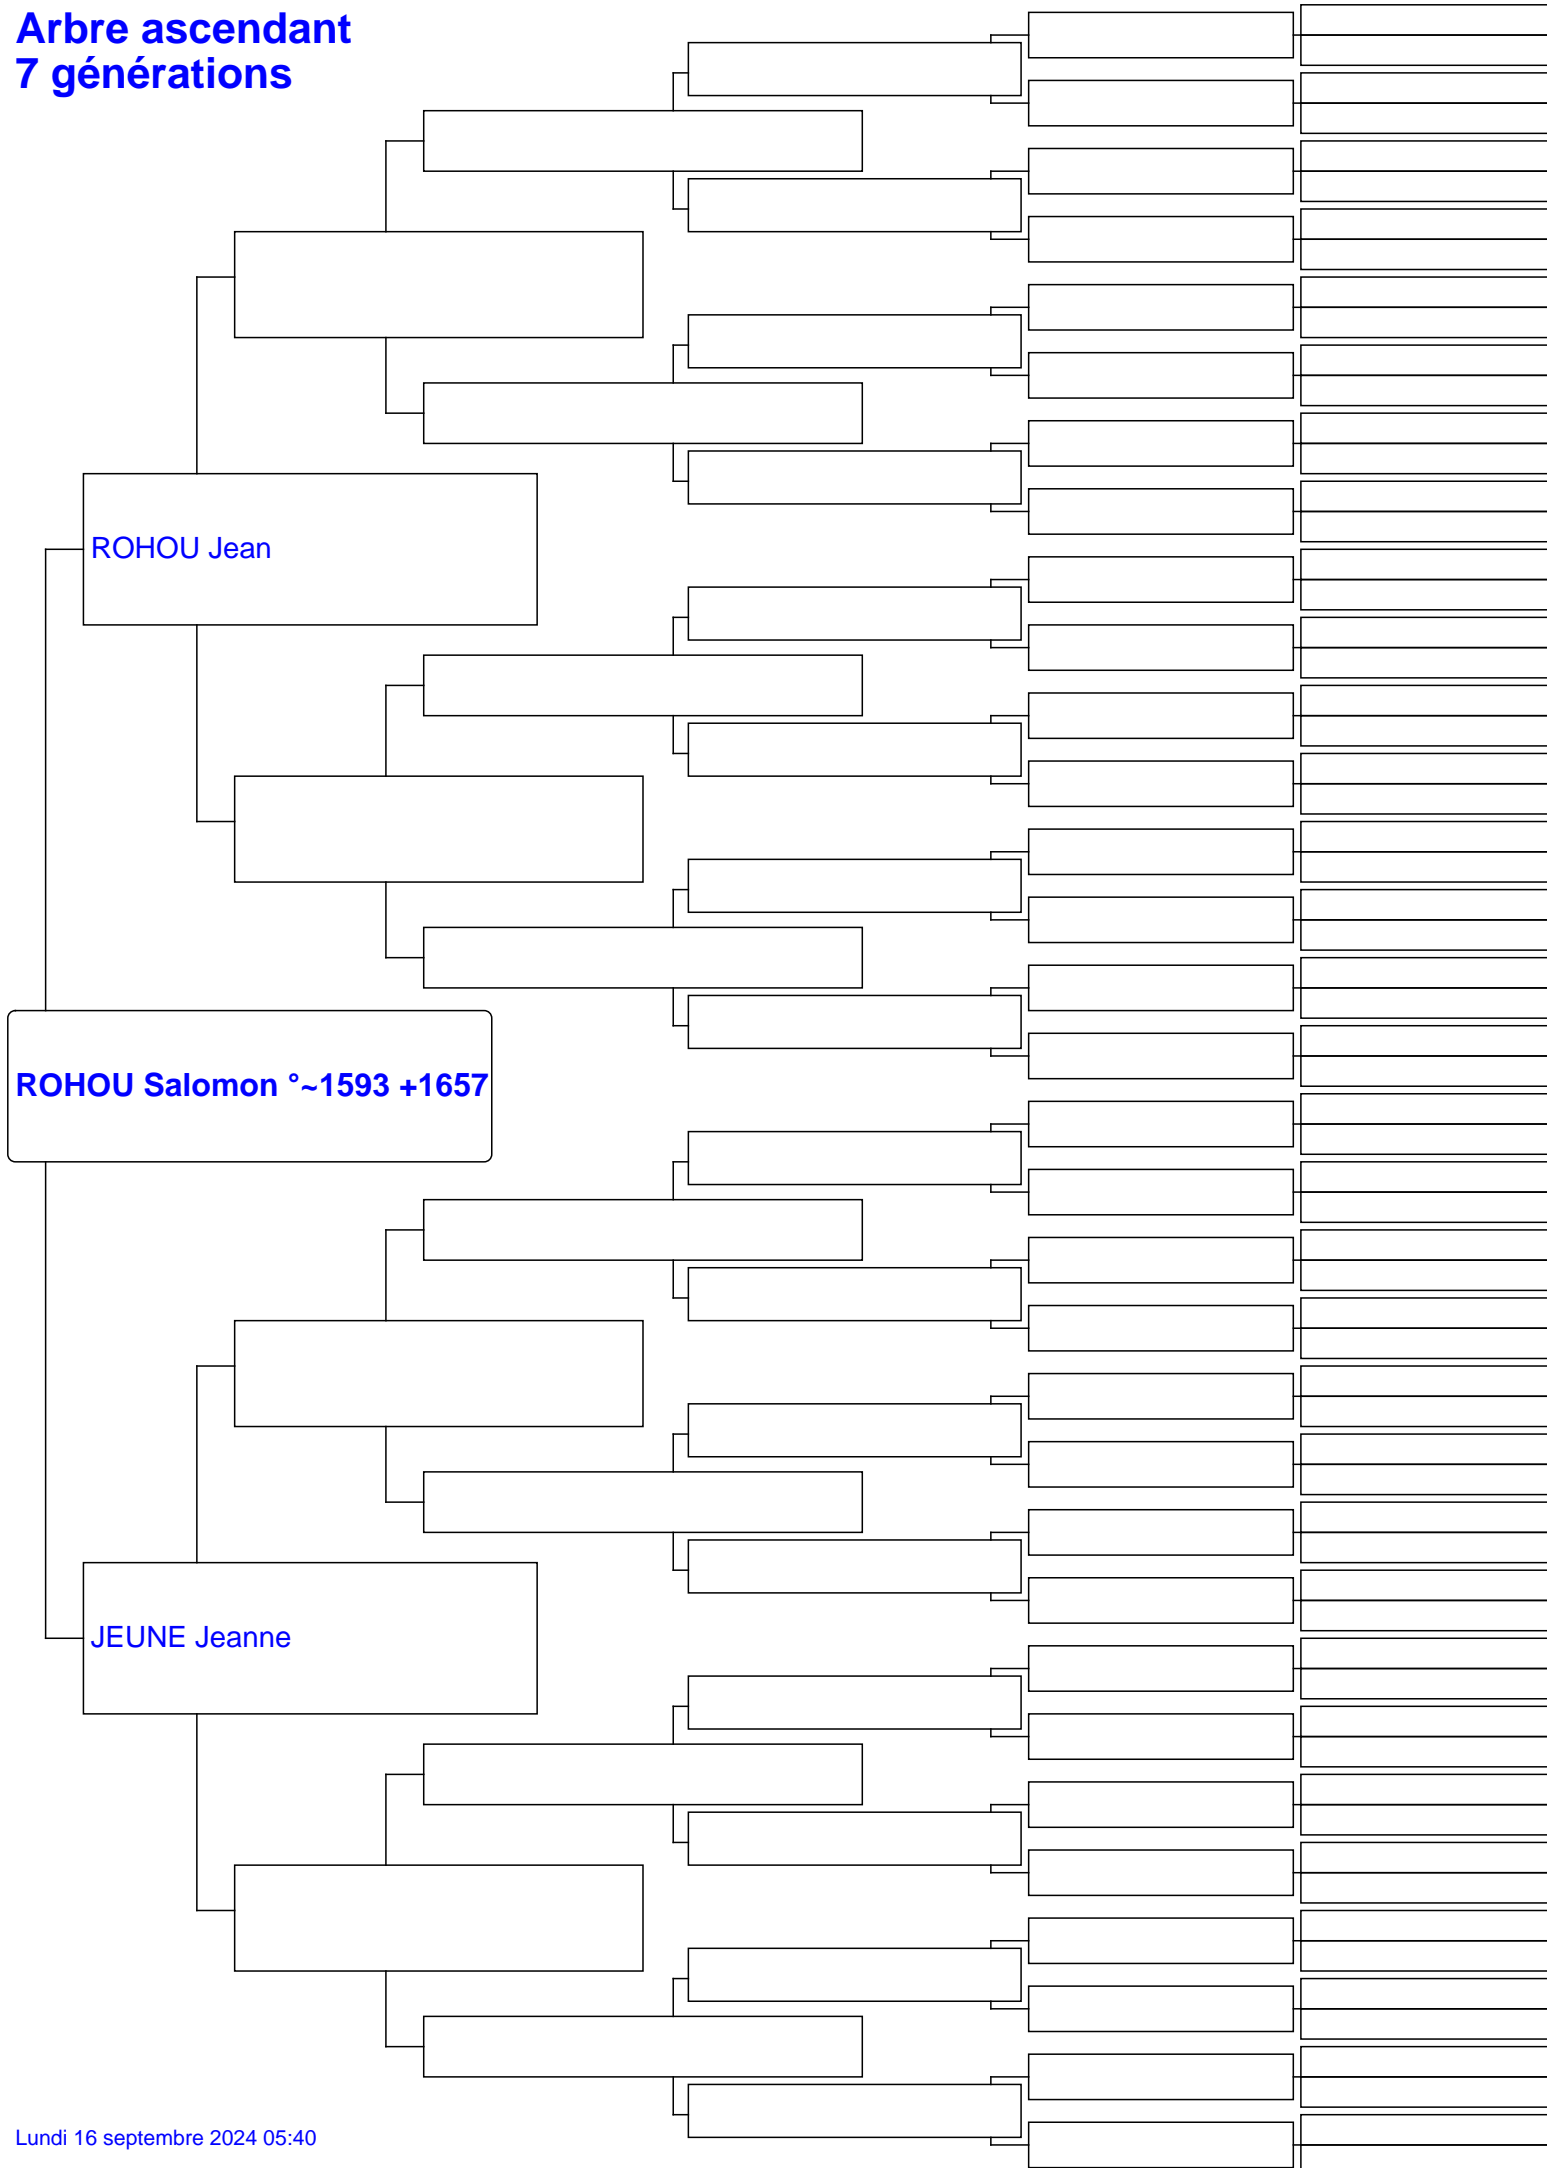 Arbre ascendant
7 générations
ROHOU Jean
ROHOU Salomon °~1593 +1657
JEUNE Jeanne
Lundi 16 septembre 2024 05:40